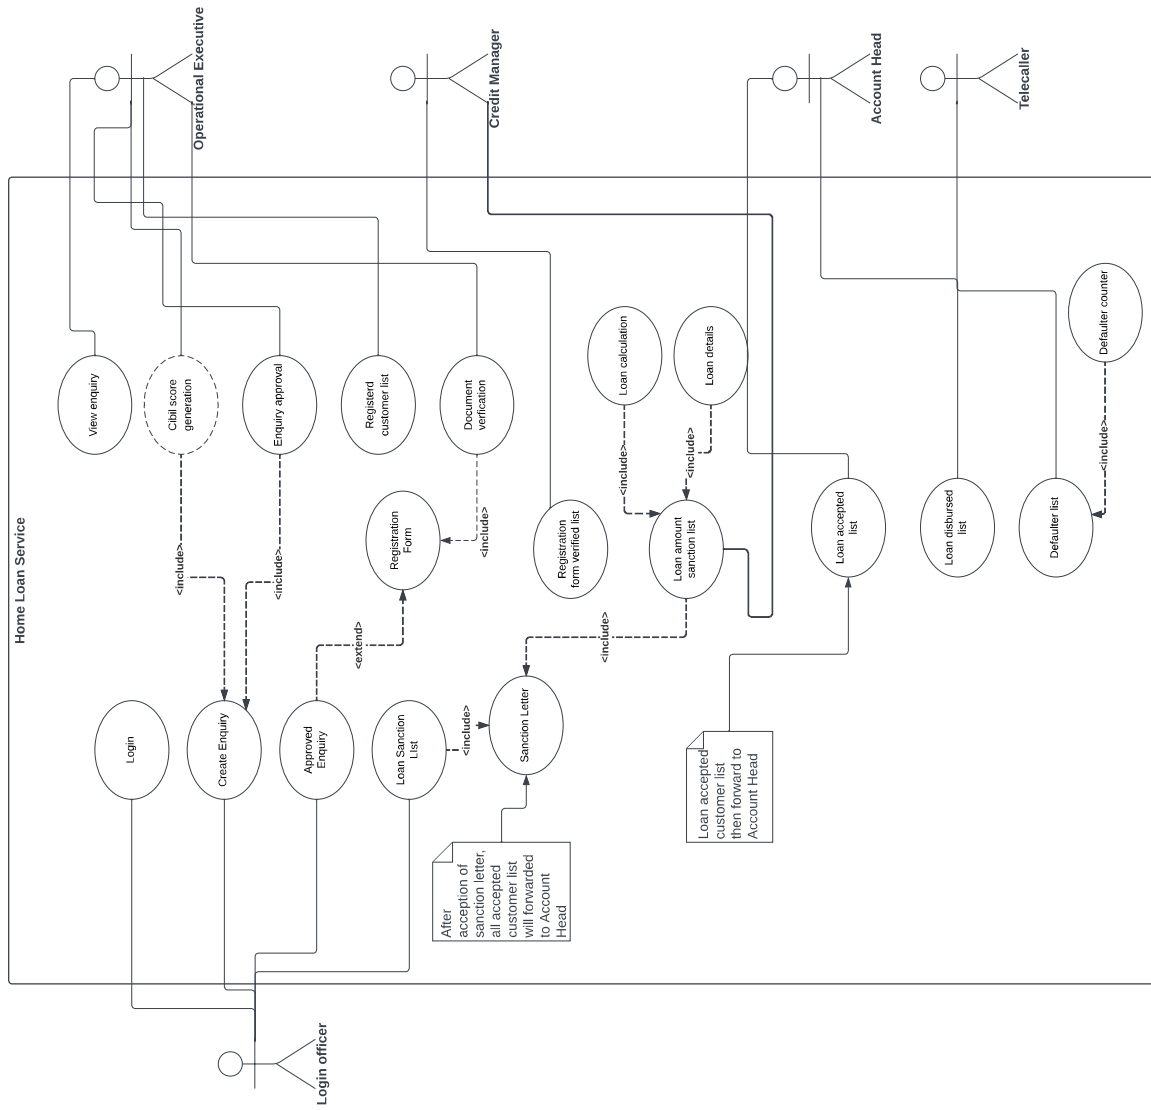 Home Loan Service
Login officer
Operational Executive
Credit Manager
Account Head
Telecaller
Login
Create Enquiry
Approved
Enquiry
Loan Sanction
LIst
View enquiry
Cibil score
generation
Enquiry approval
Registerd
customer list
Document
verfication
Registration
Form
Registration
form verified list
Loan calculation
Loan details
Loan amount
sanction list
Sanction Letter
Loan accepted
list
Loan disbursed
list
Defaulter list
Defaulter counter
<include>
<include>
<extend>
<include>
<include>
<include>
<include>
<include>
<include>
After
acception of
sanction letter,
all accepted
customer list
will forwarded
to Account
Head
Loan accepted
customer list
then forward to
Account Head